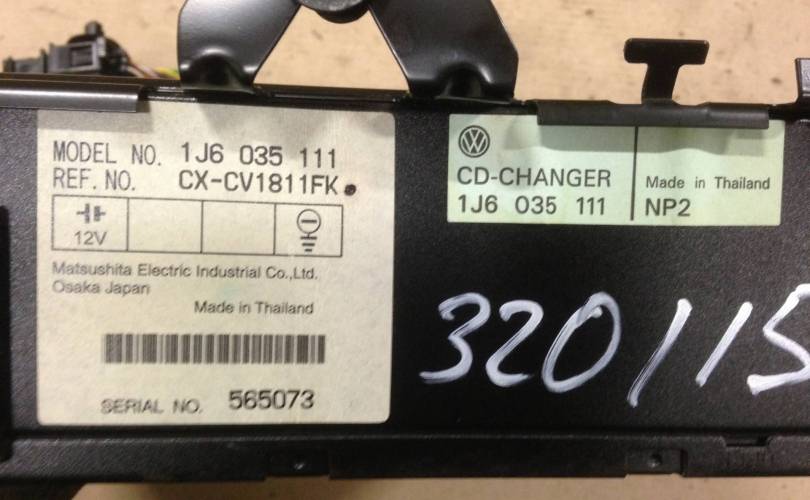 MODEL NO. 1J6 035 111
REF. NO. CX-CV1811FK
12V
Matsushita Electric Industrial Co.,Ltd.
Osaka Japan
Made in Thailand
SERIAL NO. 565073
VW
CD-CHANGER
1J6 035 111
Made in Thailand
NP2
320115